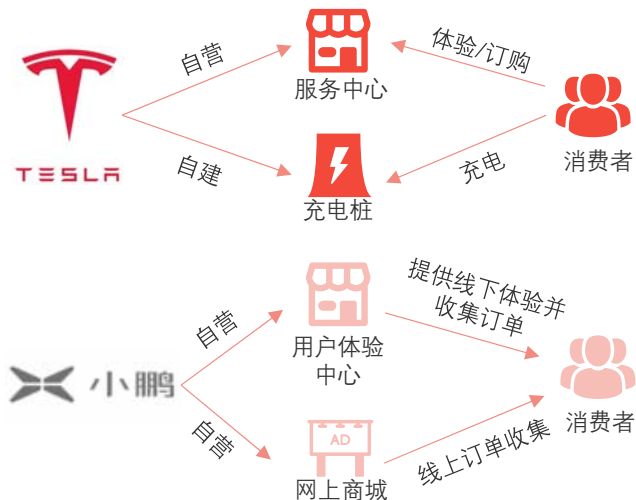 自营
体验/订购
服务中心
TESLA
消费者
自建
充电
充电桩
提供线下体验并
收集订单
自营
用户体验
中心
小鹏
消费者
自营
AD
线上订单收集
网上商城